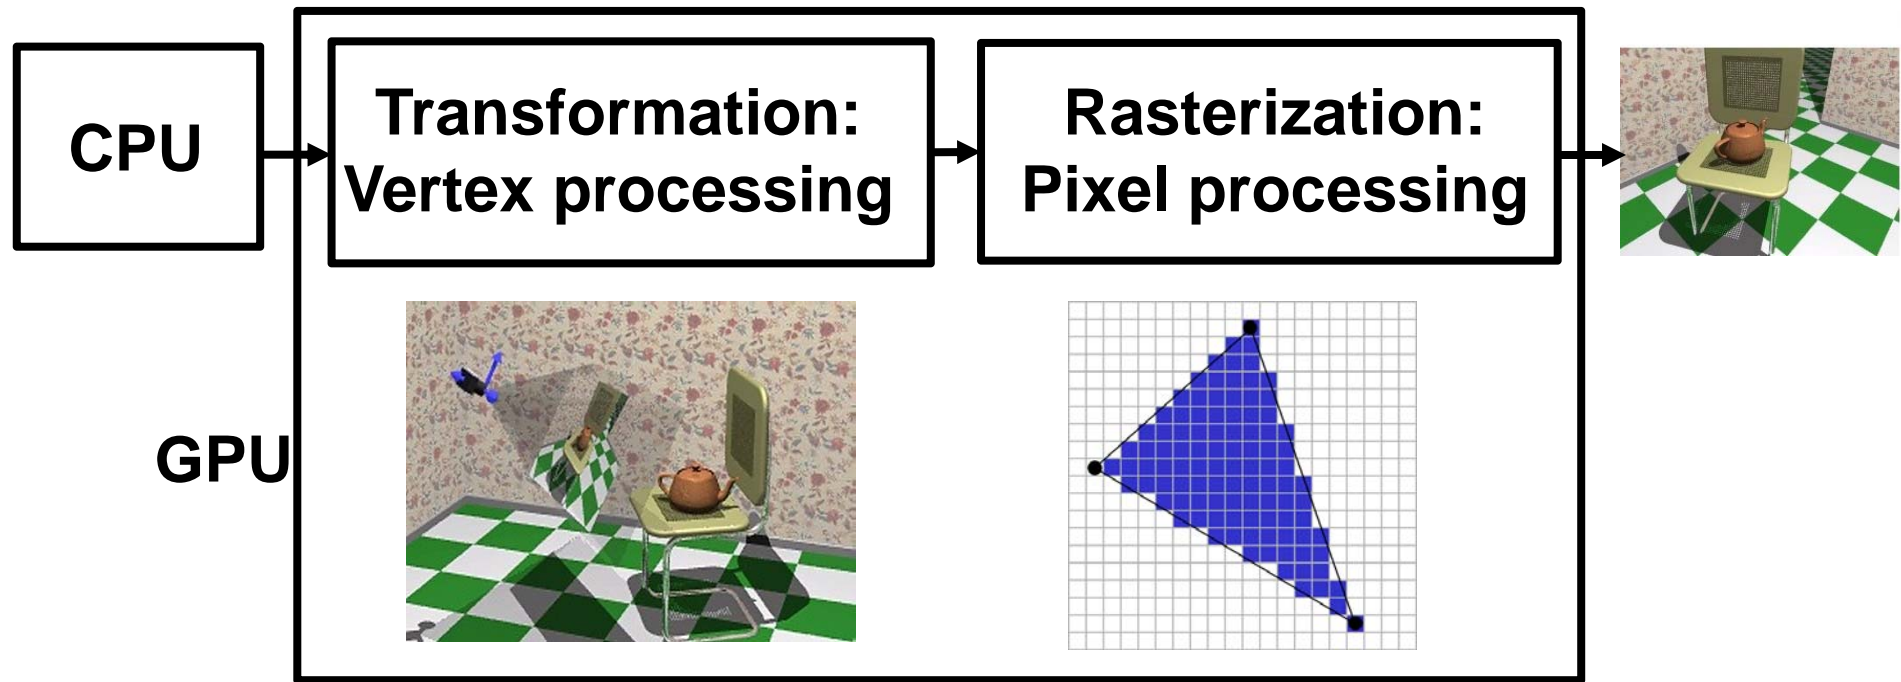 CPU
Transformation:
Vertex processing
Rasterization:
Pixel processing
GPU